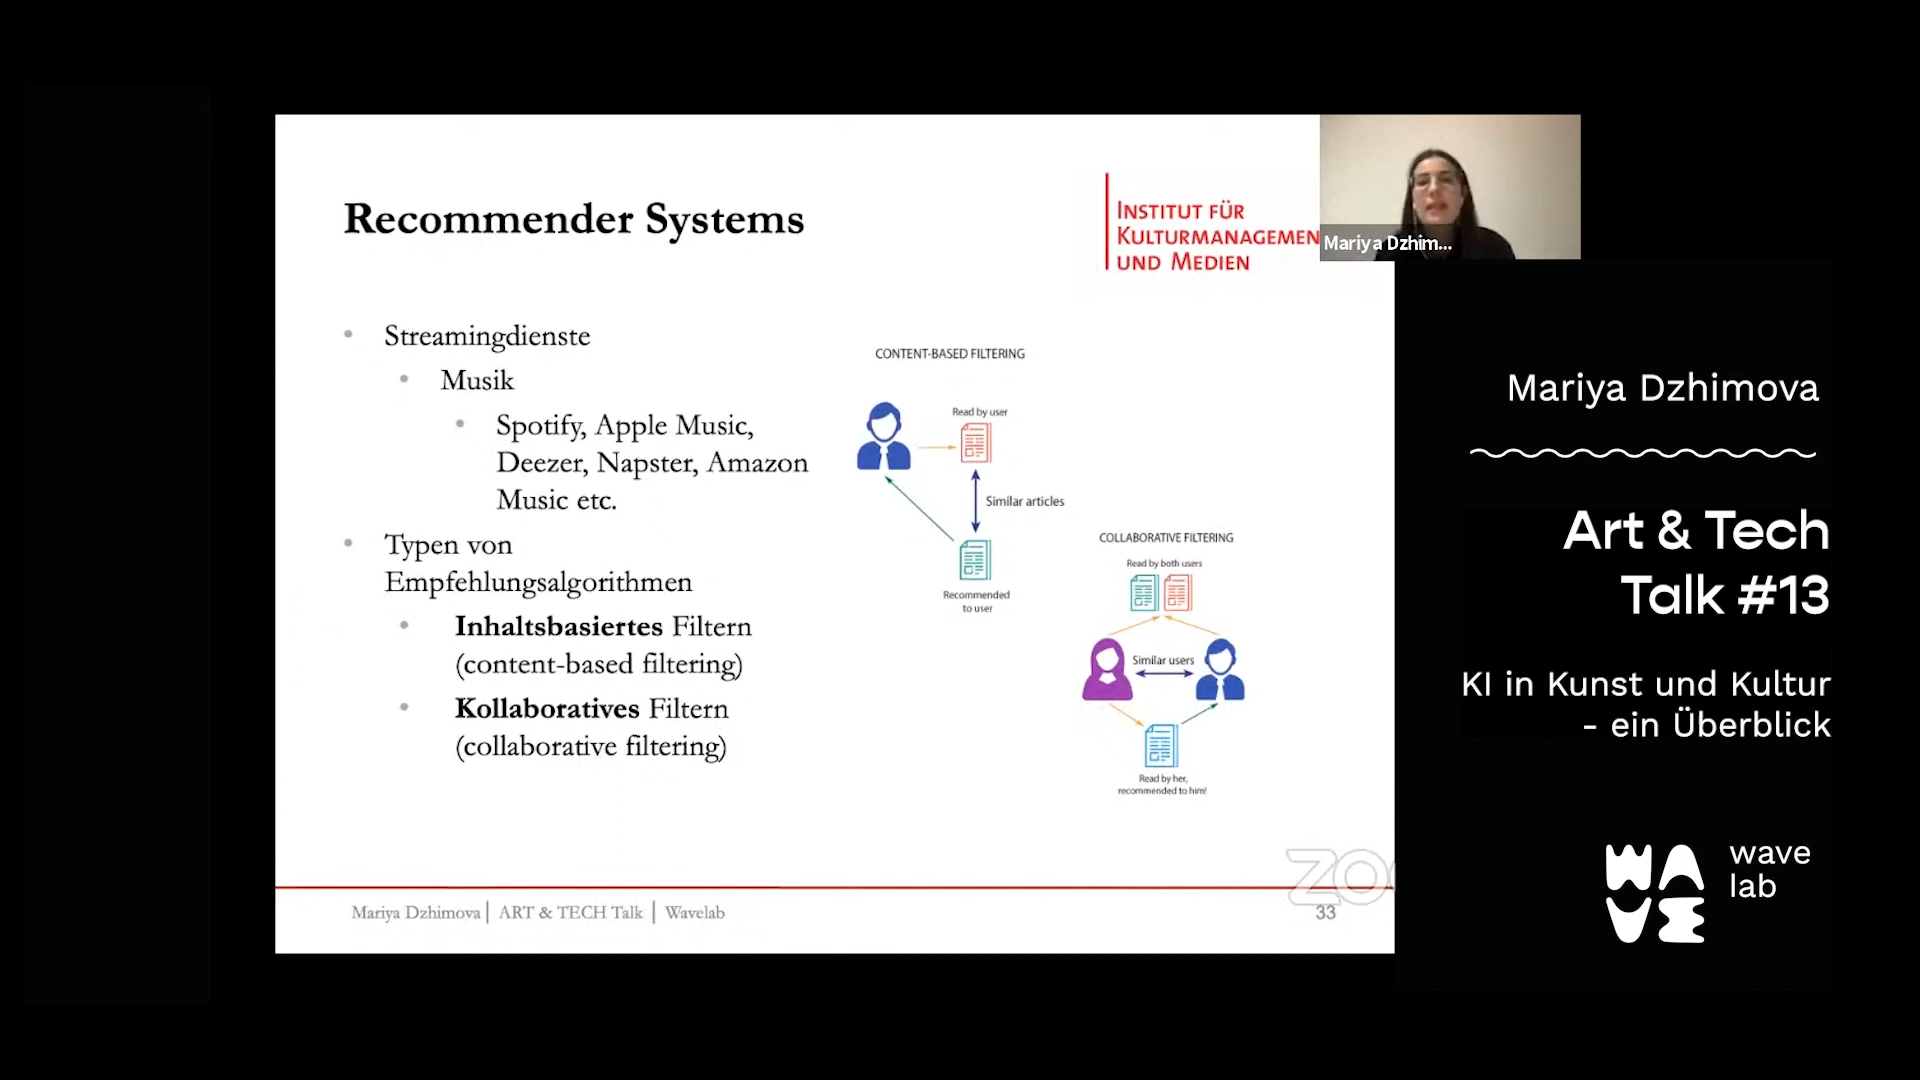 Recommender Systems
INSTITUT FÜR
KULTURMANAGEMEN
UND MEDIEN
Mariya Dzhim...
• Streamingdienste
• Musik
• Spotify, Apple Music,
Deezer, Napster, Amazon
Music etc.
• Typen von
Empfehlungsalgorithmen
• Inhaltsbasiertes Filtern
(content-based filtering)
• Kollaboratives Filtern
(collaborative filtering)
CONTENT-BASED FILTERING
Read by user
Similar articles
Recommended
to user
COLLABORATIVE FILTERING
Read by both users
Similar users
Read by her,
recommended to him!
zo
Mariya Dzhimova | ART & TECH Talk | Wavelab
33
Mariya Dzhimova
Art & Tech
Talk #13
KI in Kunst und Kultur
- ein Überblick
WAVE
wave
lab